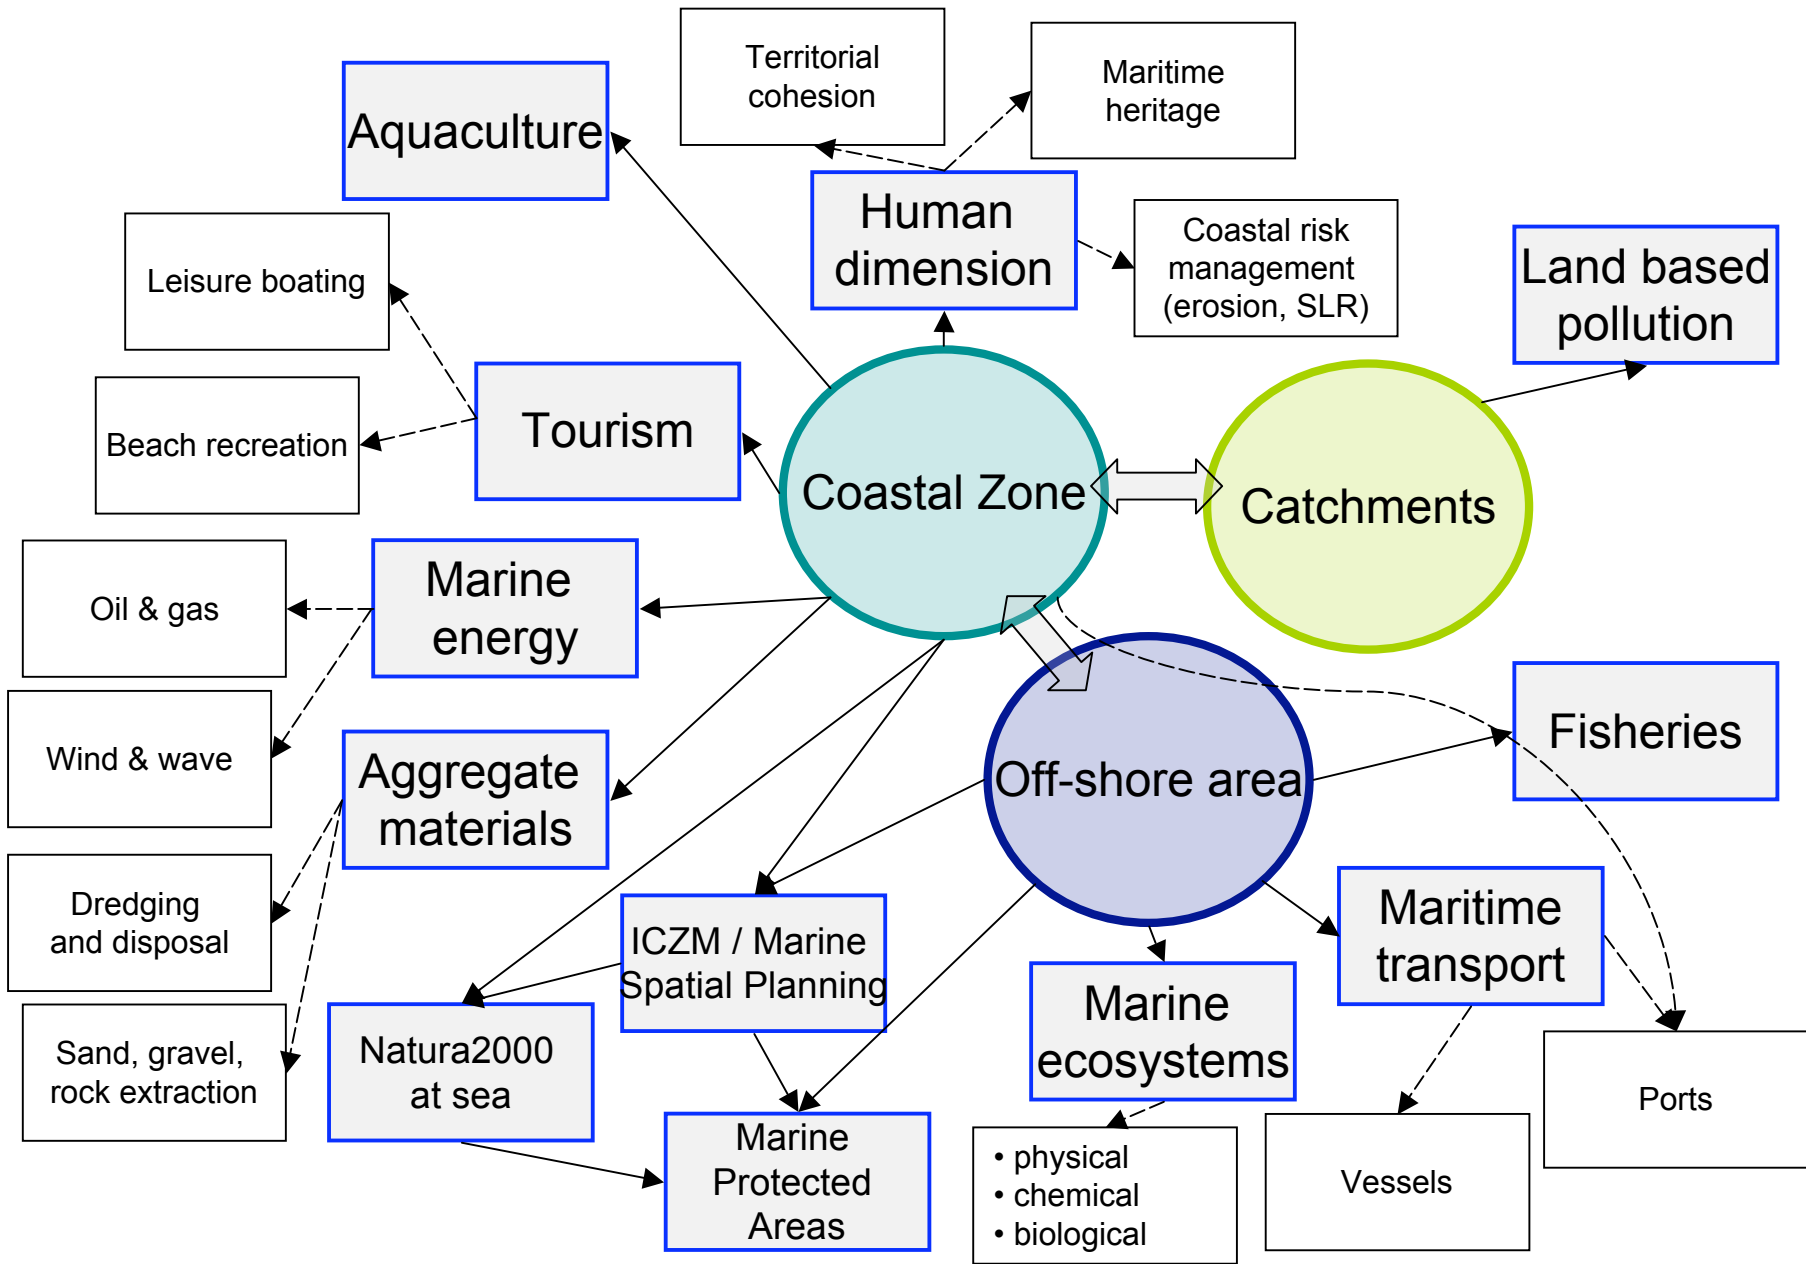 Territorial
cohesion
Maritime
heritage
Aquaculture
Human
dimension
Coastal risk
management
(erosion, SLR)
Land based
pollution
Leisure boating
Beach recreation
Tourism
Coastal Zone
Catchments
Oil & gas
Marine
energy
Wind & wave
Aggregate
materials
Off-shore area
Fisheries
Dredging
and disposal
ICZM / Marine
Spatial Planning
Maritime
transport
Sand, gravel,
rock extraction
Natura2000
at sea
Marine
ecosystems
Ports
Marine
Protected
Areas
• physical
• chemical
• biological
Vessels